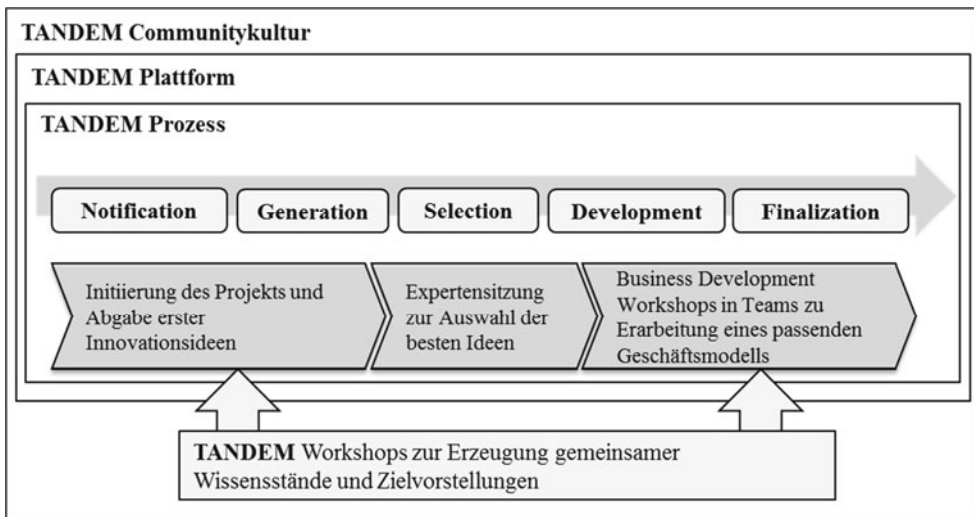 TANDEM Communitykultur
TANDEM Plattform
TANDEM Prozess
Notification
Generation
Selection
Development
Finalization
Initiierung des Projekts und
Abgabe erster
Innovationsideen
Expertensitzung
zur Auswahl der
besten Ideen
Business Development
Workshops in Teams zu
Erarbeitung eines passenden
Geschäftsmodells
TANDEM Workshops zur Erzeugung gemeinsamer
Wissensstände und Zielvorstellungen